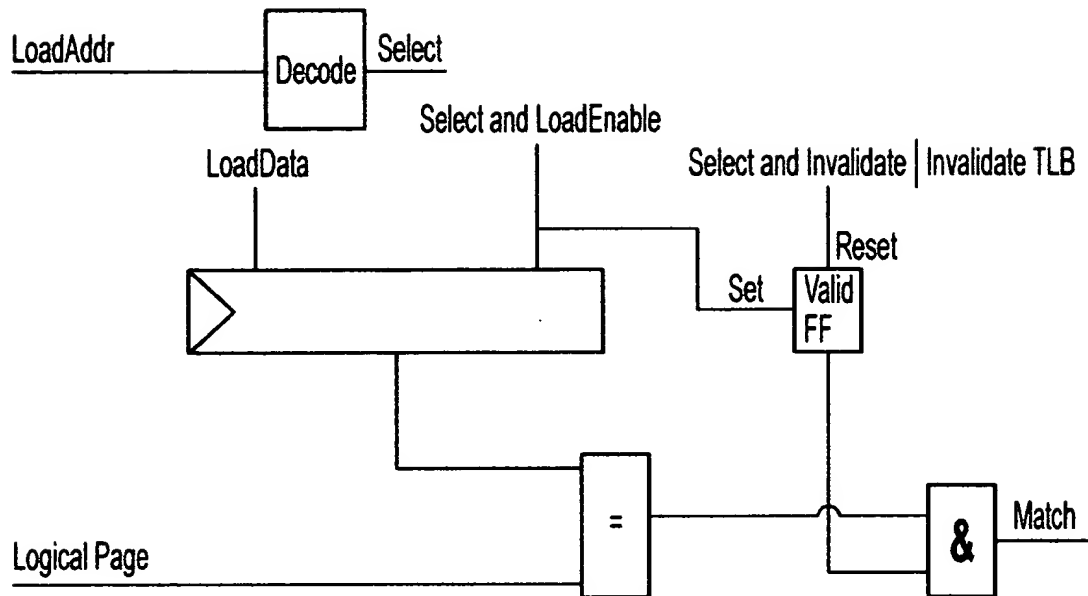 LoadAddr
Decode
Select
Select and LoadEnable
LoadData
Select and Invalidate | Invalidate TLB
Reset
Set
Valid
FF
=
&
Match
Logical Page